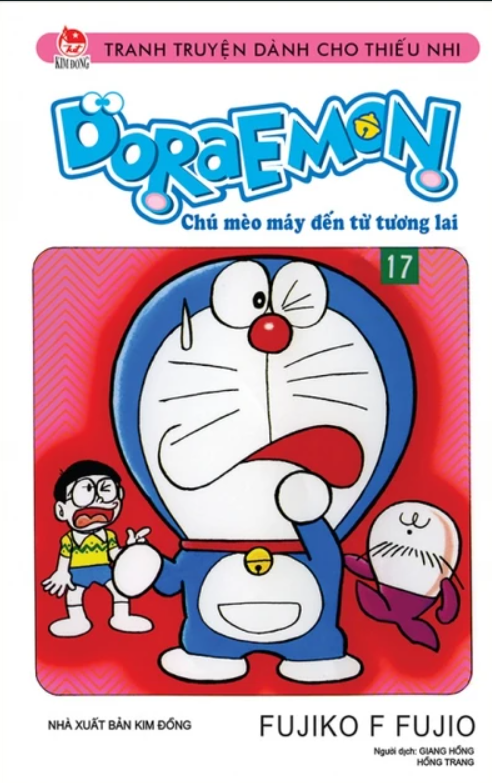 KIM ĐỒNG
TRANH TRUYỆN DÀNH CHO THIẾU NHI
DORAEMON
Chú mèo máy đến từ tương lai
17
NHÀ XUẤT BẢN KIM ĐỒNG
FUJIKO F FUJIO
Người dịch: GIANG HỒNG
HỒNG TRANG